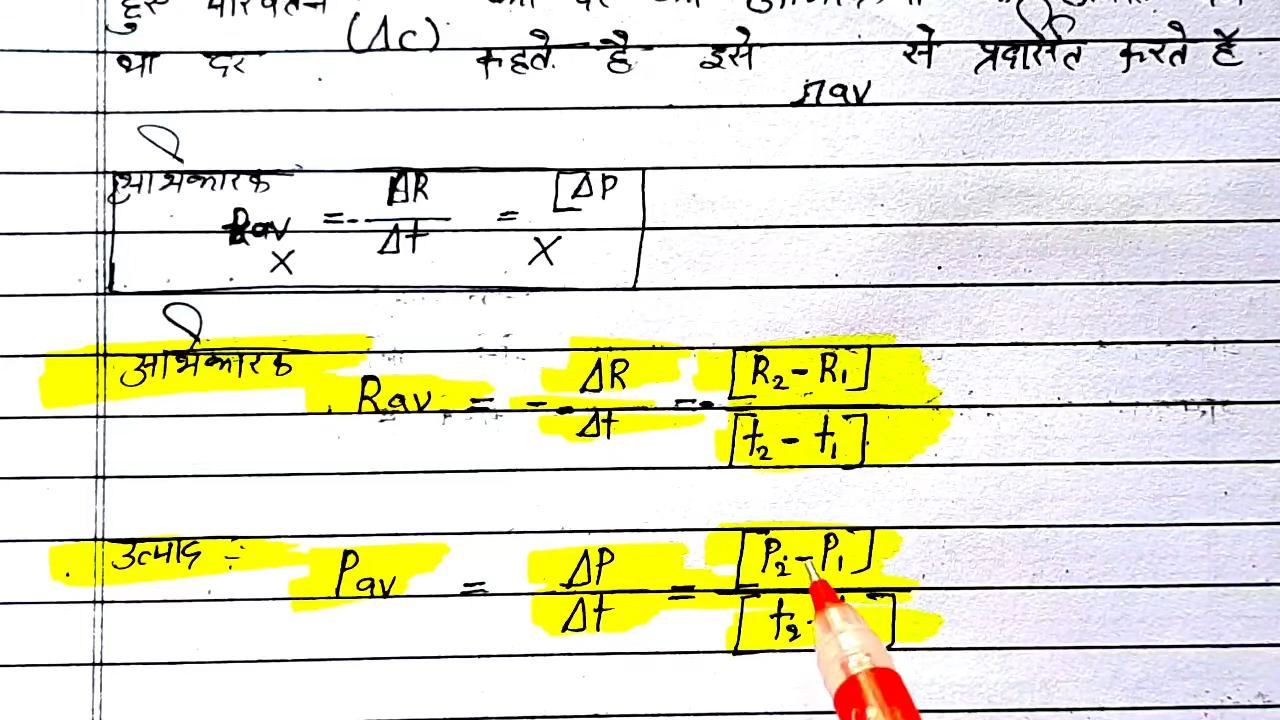 (Δc)
था दर कहते है इसे से प्रदर्शित करते है
rav
अभिकारक
Rav = - ΔR/Δt = [ΔP
X X
अभिकारक
Rav = - ΔR/Δt = - [R₂ - R₁]/[t₂ - t₁]
उत्पाद ÷
Pav = ΔP/Δt = [P₂ - P₁]/[t₂ - ]